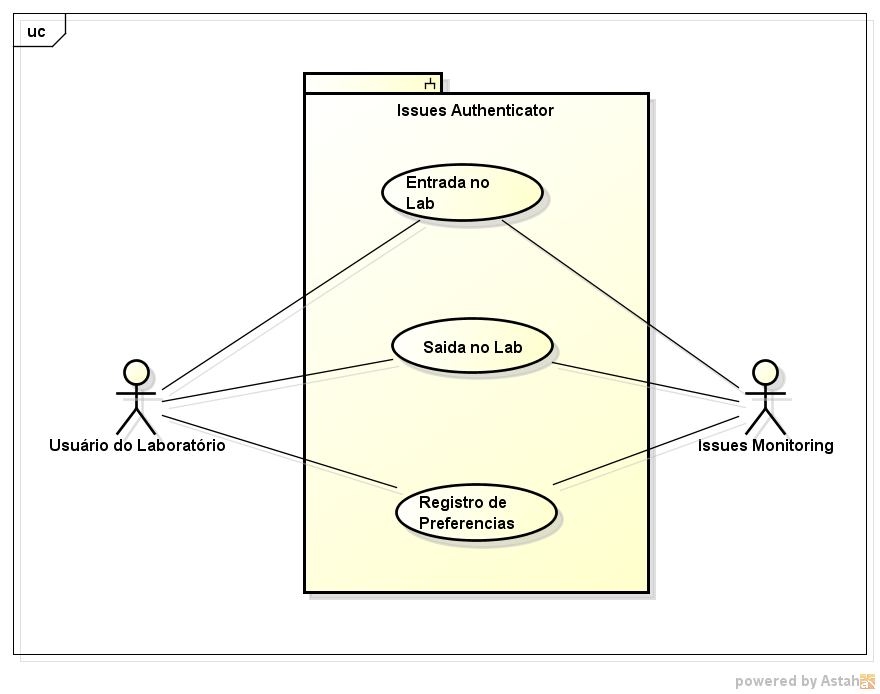 uc
Issues Authenticator
Entrada no
Lab
Saida no Lab
Usuário do Laboratório
Issues Monitoring
Registro de
Preferencias
powered by Astah